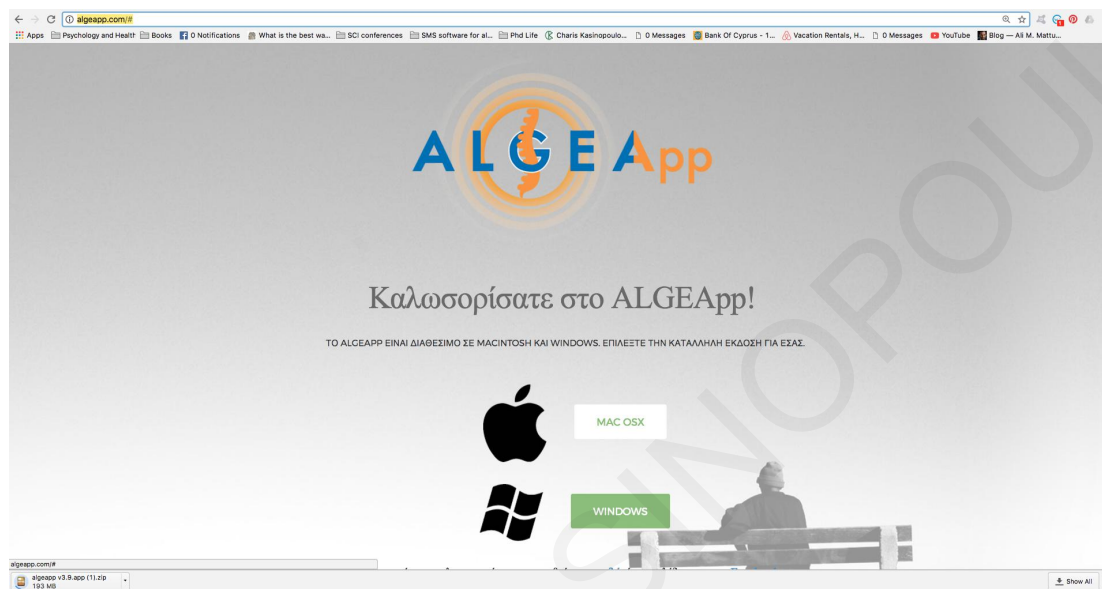 algeapp.com/#
Apps Psychology and Health Books 0 Notifications What is the best wa... SCI conferences SMS software for al... Phd Life Charis Kasinopoulo... 0 Messages Bank Of Cyprus - 1... Vacation Rentals, H... 0 Messages YouTube Blog — Ali M. Mattu...
ALGEApp
Καλωσορίσατε στο ALGEApp!
ΤΟ ALGEAPP ΕΙΝΑΙ ΔΙΑΘΕΣΙΜΟ ΣΕ MACINTOSH ΚΑΙ WINDOWS. ΕΠΙΛΕΞΤΕ ΤΗΝ ΚΑΤΑΛΛΗΛΗ ΕΚΔΟΣΗ ΓΙΑ ΕΣΑΣ.
MAC OSX
WINDOWS
algeapp.com/#
algeapp v3.9.app (1).zip
193 MB
Show All